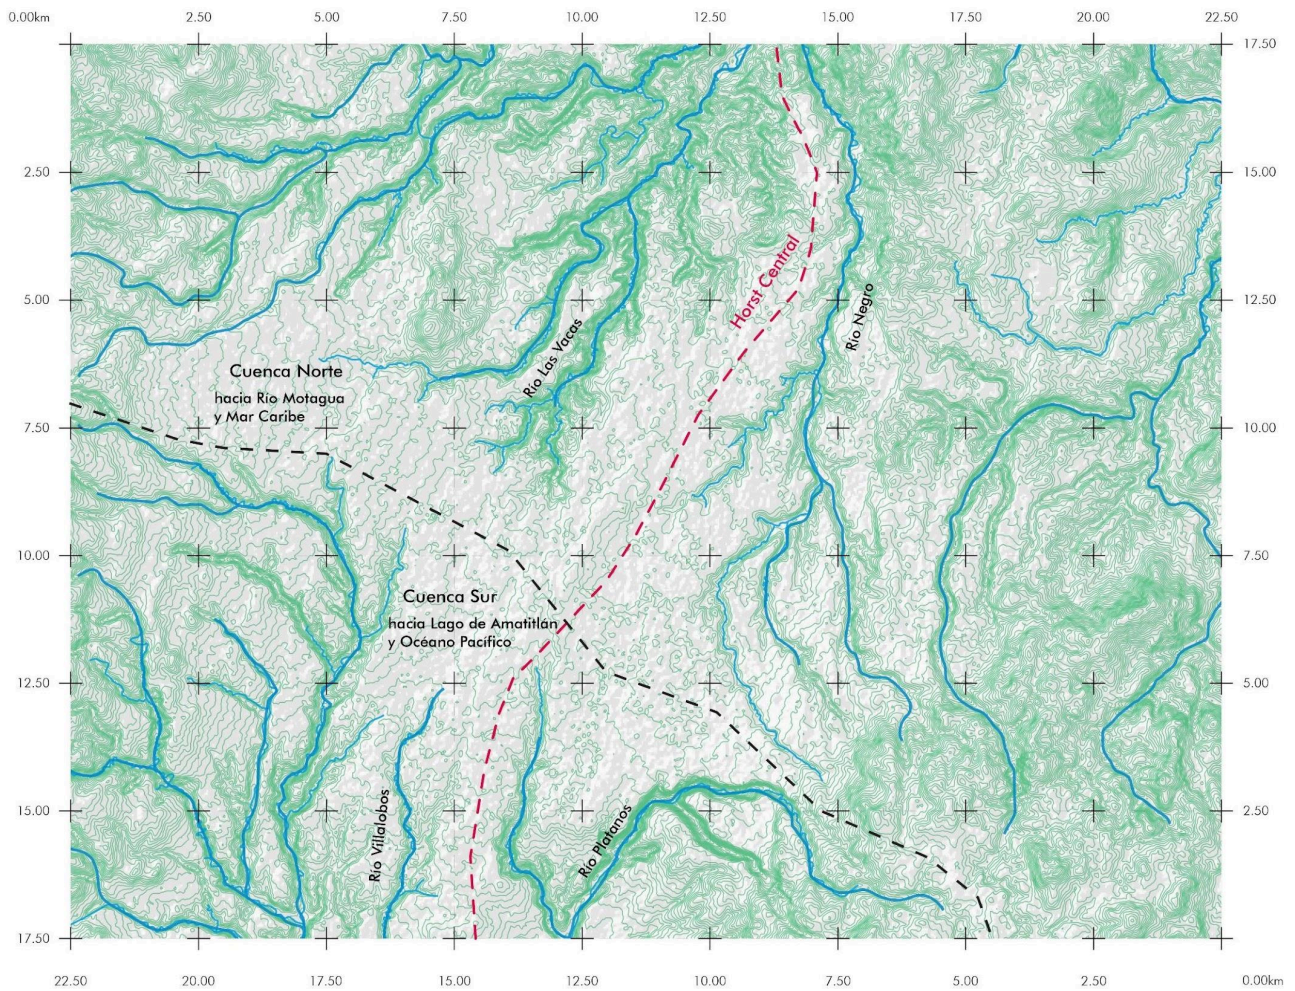 0.00km 2.50 5.00 7.50 10.00 12.50 15.00 17.50 20.00 22.50
17.50
2.50 15.00
Horst Central
5.00 12.50
Río Negro
Río Las Vacas
Cuenca Norte
hacia Río Motagua
y Mar Caribe
7.50 10.00
10.00 7.50
Cuenca Sur
hacia Lago de Amatitlán
y Océano Pacífico
12.50 5.00
15.00 2.50
Río Villalobos
Río Platanos
17.50
22.50 20.00 17.50 15.00 12.50 10.00 7.50 5.00 2.50 0.00km